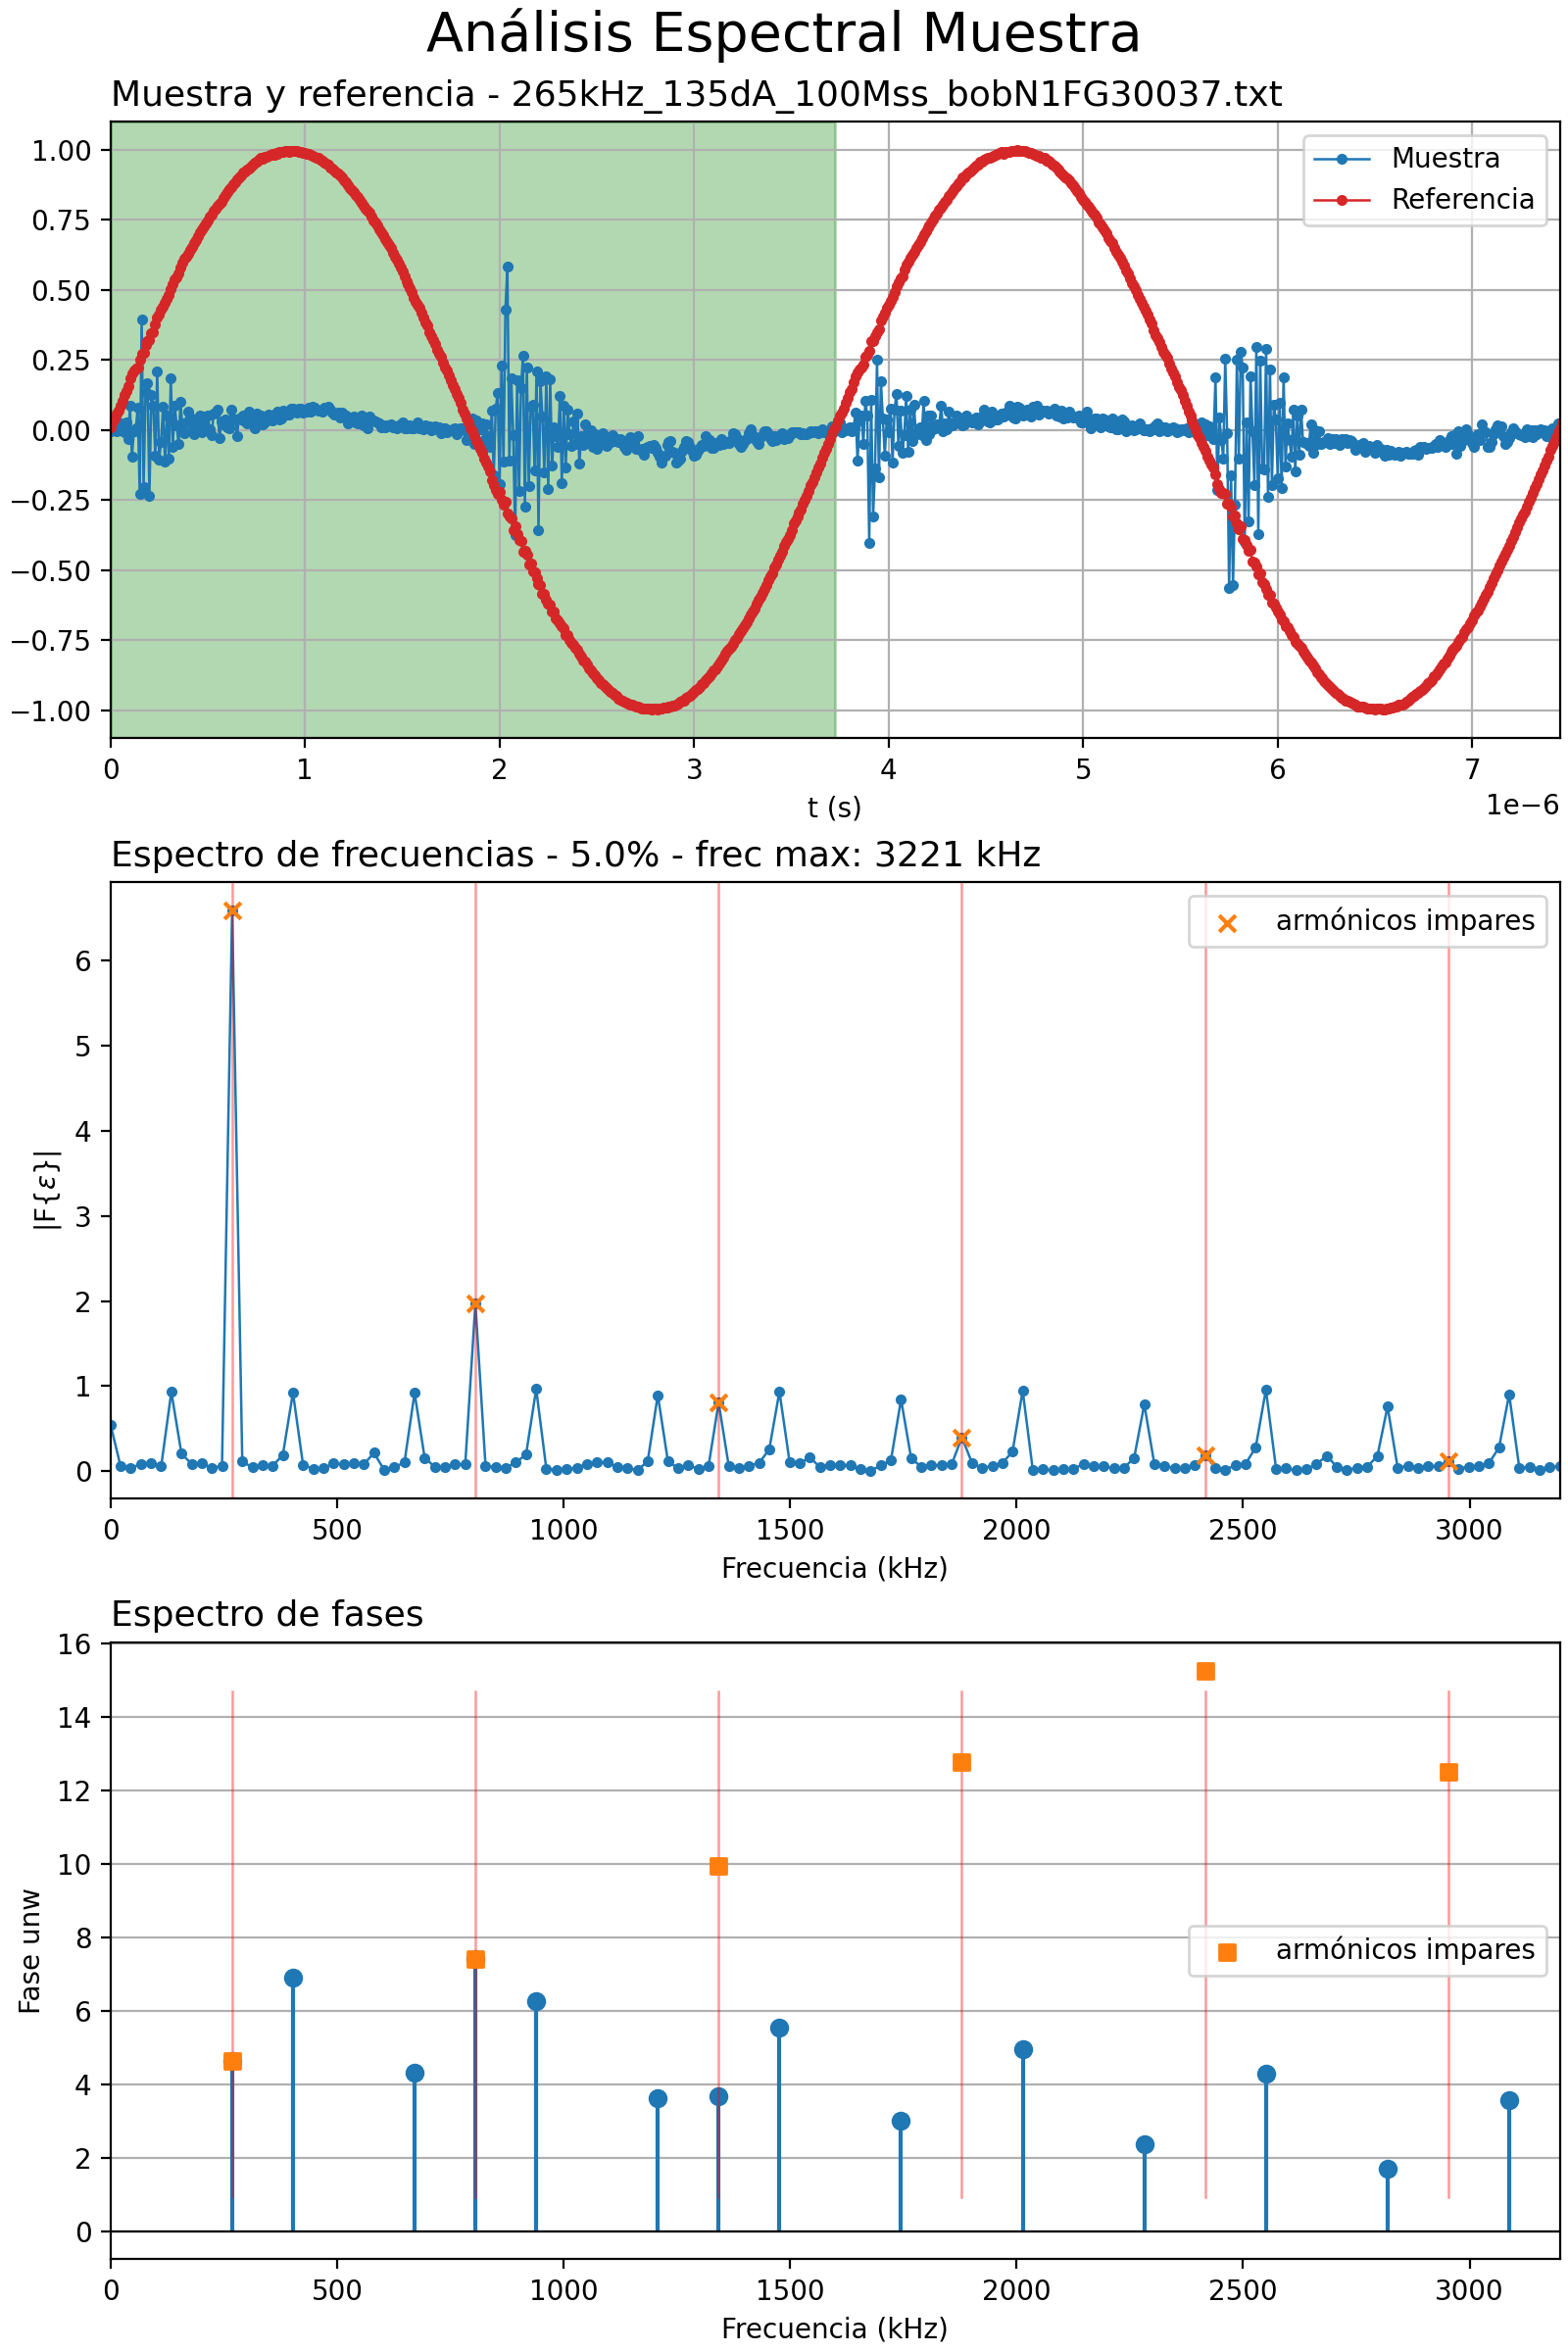 Análisis Espectral Muestra
Muestra y referencia - 265kHz_135dA_100Mss_bobN1FG30037.txt
1.00
0.75
0.50
0.25
0.00
−0.25
−0.50
−0.75
−1.00
Muestra
Referencia
0 1 2 3 4 5 6 7
1e−6
t (s)
Espectro de frecuencias - 5.0% - frec max: 3221 kHz
armónicos impares
6
5
4
3
2
1
0
|F{ε}|
0 500 1000 1500 2000 2500 3000
Frecuencia (kHz)
Espectro de fases
16
14
12
10
8
6
4
2
0
Fase unw
armónicos impares
0 500 1000 1500 2000 2500 3000
Frecuencia (kHz)